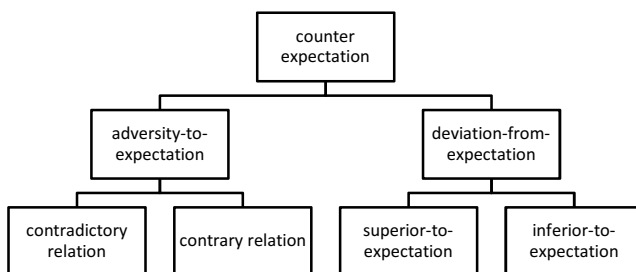 counter
expectation
adversity-to-
expectation
deviation-from-
expectation
contradictory
relation
contrary relation
superior-to-
expectation
inferior-to-
expectation